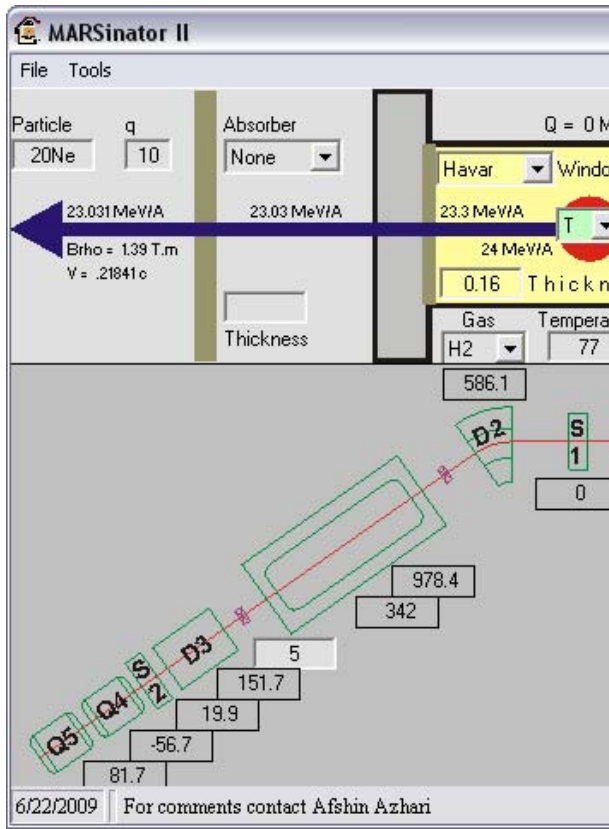 MARSinator II
File Tools
Particle q Absorber Q = 0 M
20Ne 10 None Havar Windo
23.031 MeV/A 23.03 MeV/A 23.3 MeV/A T
Brho = 1.39 T.m 24 MeV/A
V = .21841 c 0.16 Thickn
Thickness Gas Tempera
H2 77
586.1
D2 S
1
0
978.4
342
5
D3 151.7
S
2 19.9
Q4 -56.7
Q5 81.7
6/22/2009 For comments contact Afshin Azhari